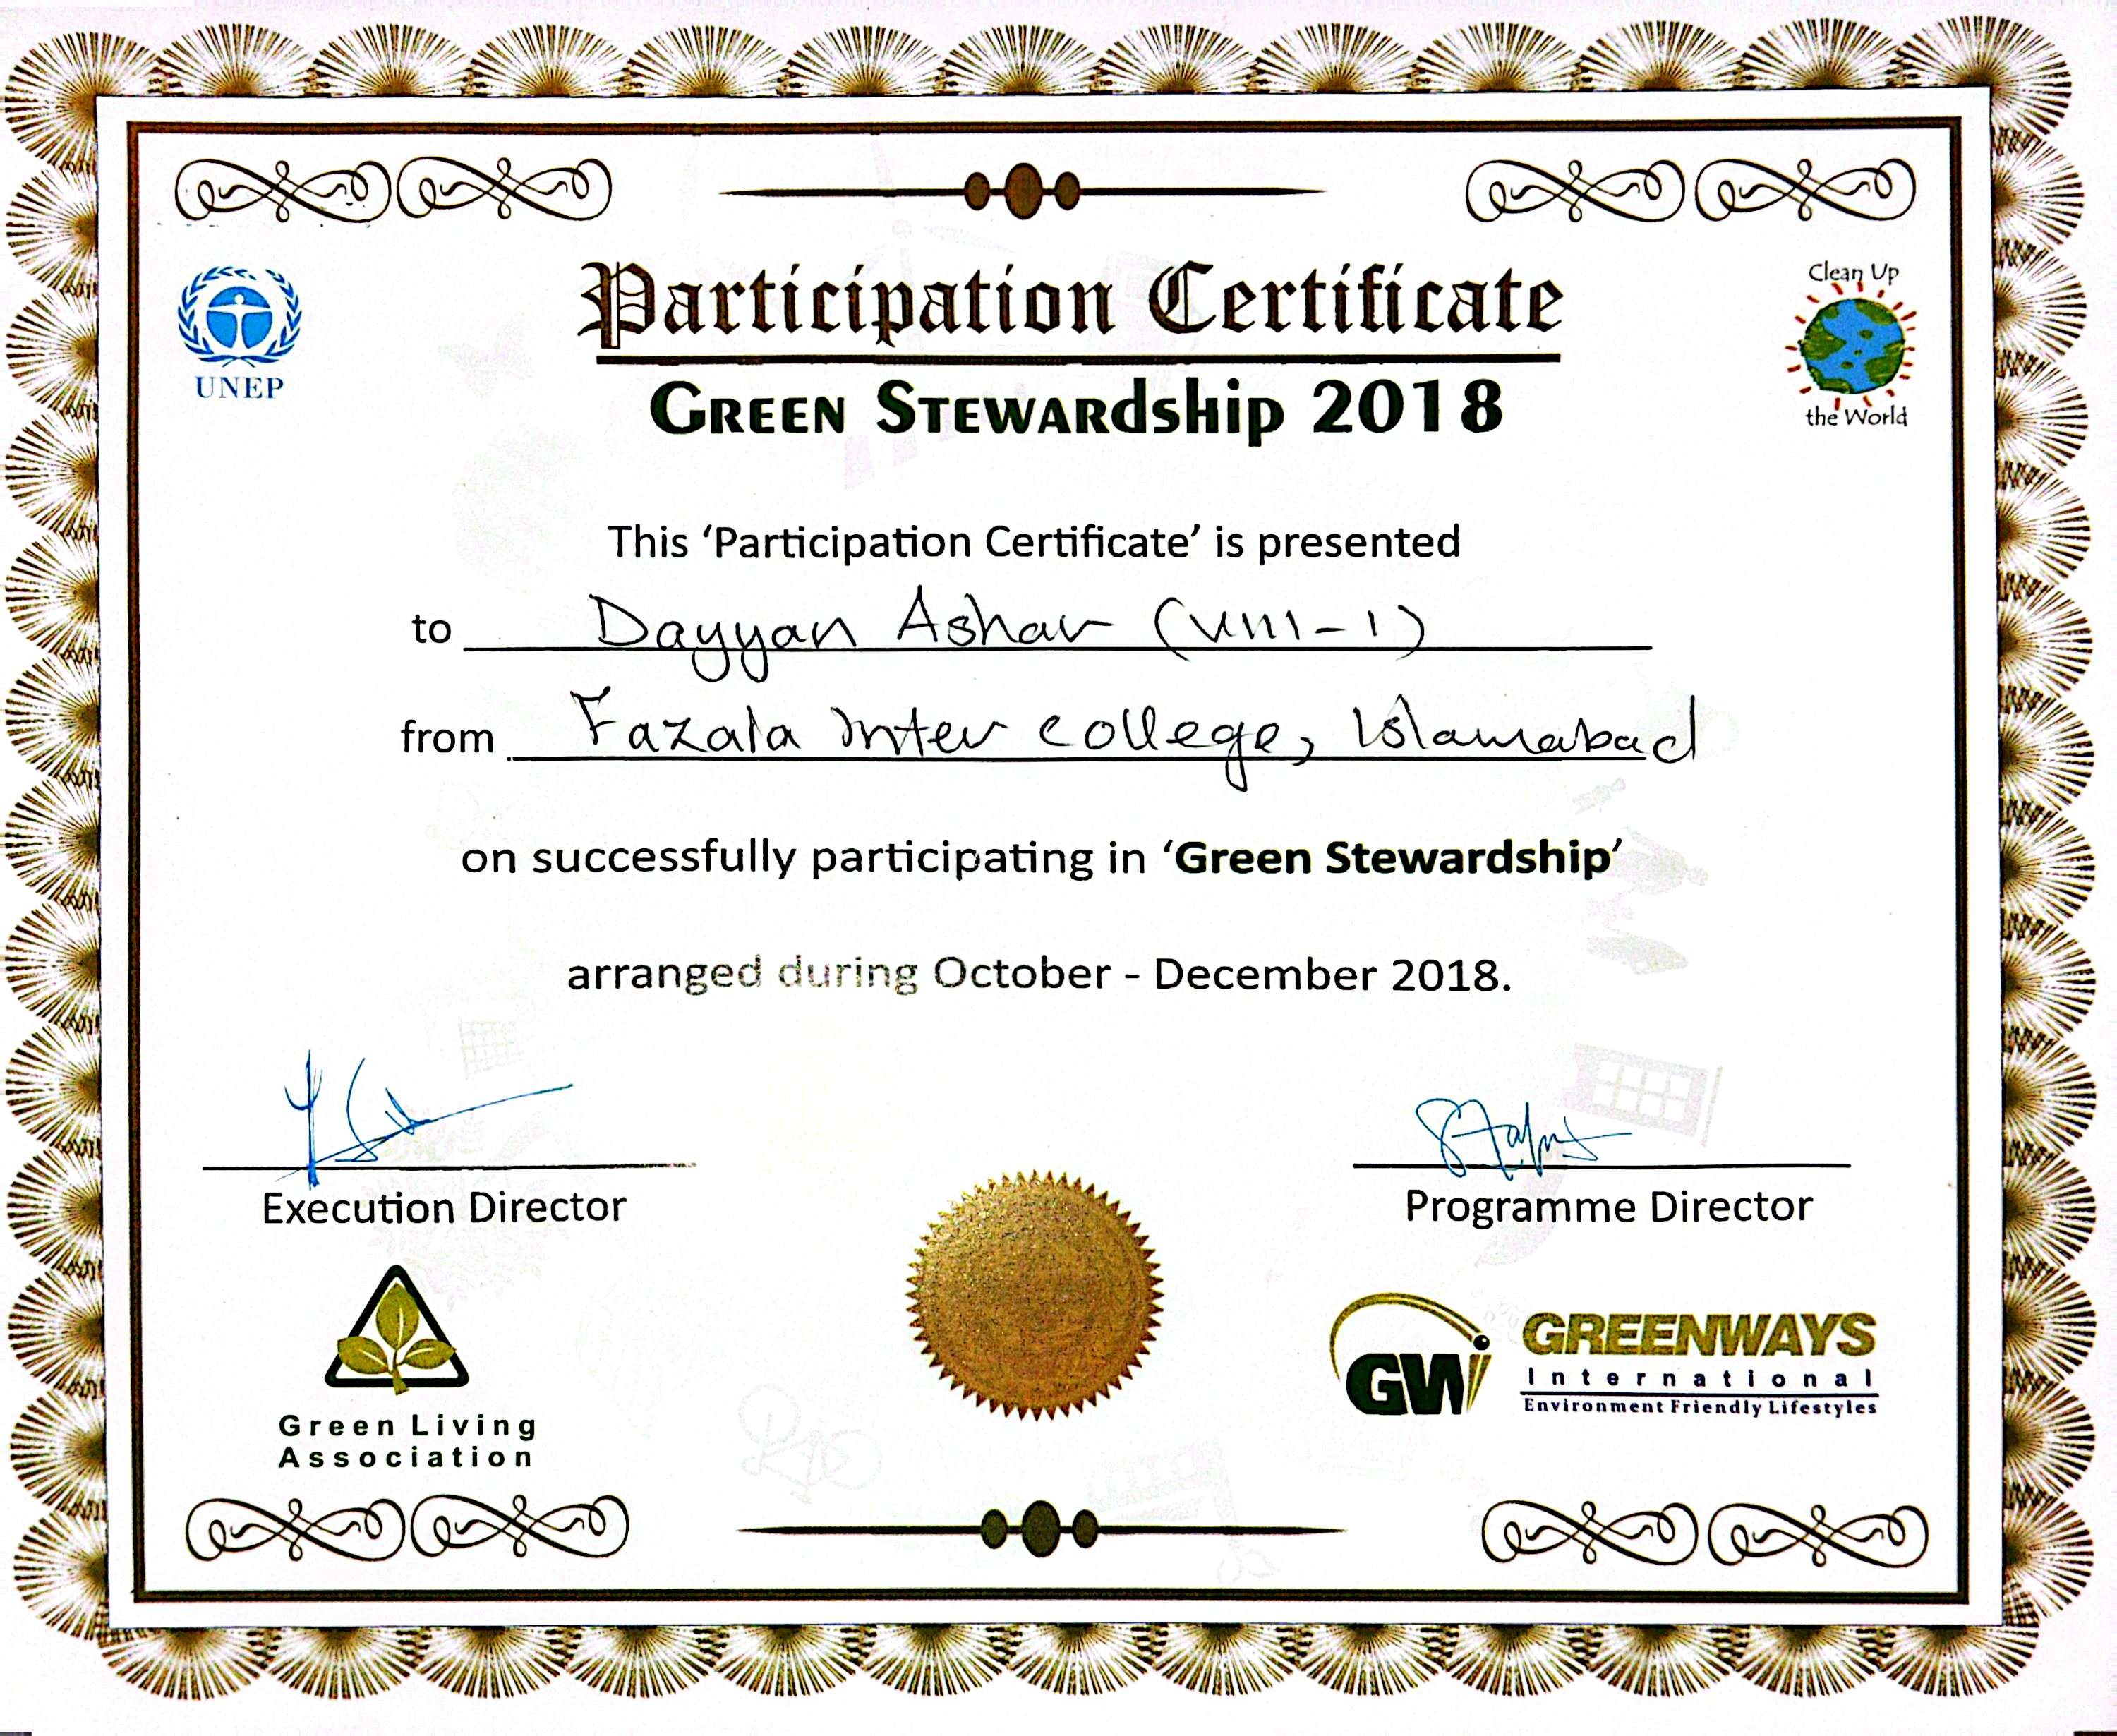 Participation Certificate
UNEP
Clean Up
the World
GREEN STEWARdship 2018
This ‘Participation Certificate’ is presented
to Dayyan Ashar (VIII-1)
from Fazaia Inter college, Islamabad
on successfully participating in ‘Green Stewardship’
arranged during October - December 2018.
Execution Director
Programme Director
Green Living
Association
GWi
GREENWAYS
International
Environment Friendly Lifestyles